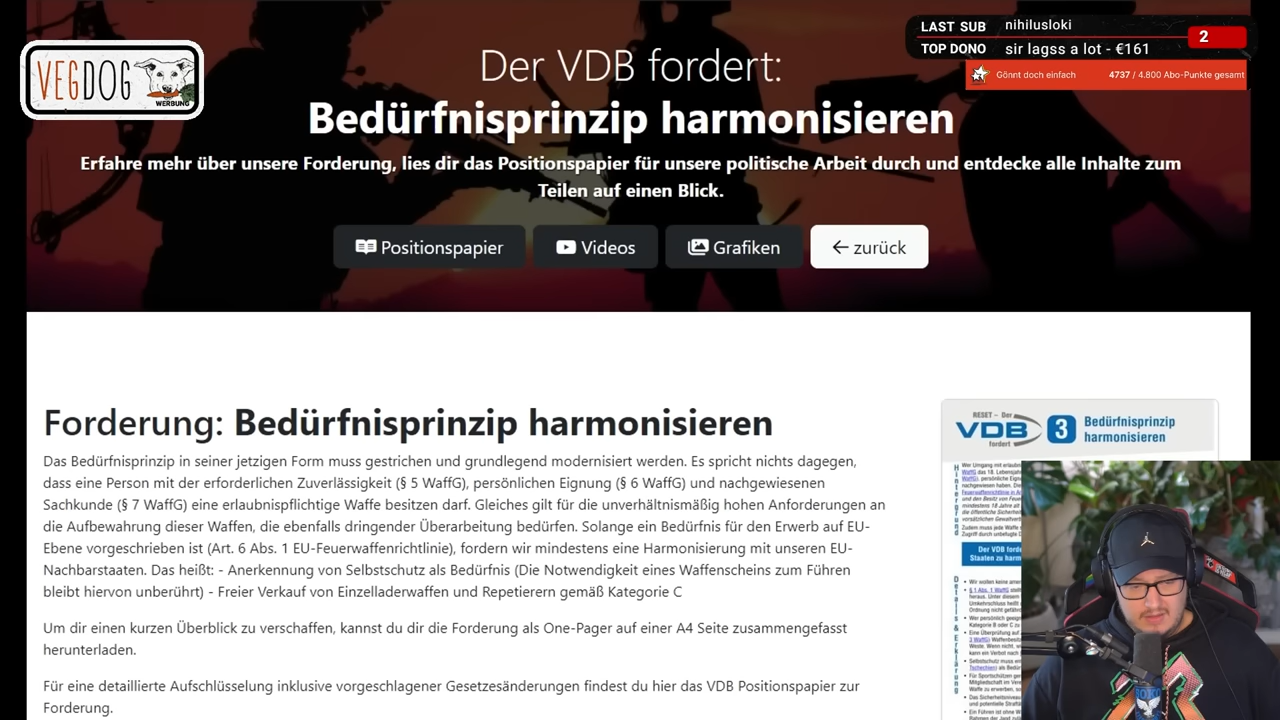 VEGDOG
WERBUNG
LAST SUB nihilusloki
TOP DONO sir lagss a lot - €161
2
Gönnt doch einfach 4737 / 4.800 Abo-Punkte gesamt
Der VDB fordert:
Bedürfnisprinzip harmonisieren
Erfahre mehr über unsere Forderung, lies dir das Positionspapier für unsere politische Arbeit durch und entdecke alle Inhalte zum
Teilen auf einen Blick.
Positionspapier Videos Grafiken zurück
Forderung: Bedürfnisprinzip harmonisieren
Das Bedürfnisprinzip in seiner jetzigen Form muss gestrichen und grundlegend modernisiert werden. Es spricht nichts dagegen,
dass eine Person mit der erforderlichen Zuverlässigkeit (§ 5 WaffG), persönlicher Eignung (§ 6 WaffG) und nachgewiesenen
Sachkunde (§ 7 WaffG) eine erlaubnispflichtige Waffe besitzen darf. Gleiches gilt für die unverhältnismäßig hohen Anforderungen an
die Aufbewahrung dieser Waffen, die ebenfalls dringend der Überarbeitung bedürfen. Solange ein Bedürfnis für den Erwerb auf EU-
Ebene vorgeschrieben ist (Art. 6 Abs. 1 EU-Feuerwaffenrichtlinie), fordern wir mindestens eine Harmonisierung mit unseren EU-
Nachbarstaaten. Das heißt: - Anerkennung von Selbstschutz als Bedürfnis (die Notwendigkeit eines Waffenscheins zum Führen
bleibt hiervon unberührt) - Freier Verkauf von Einzelladerwaffen und Repetierern gemäß Kategorie C
Um dir einen kurzen Überblick zu verschaffen, kannst du dir die Forderung als One-Pager auf einer A4 Seite zusammengefasst
herunterladen.
Für eine detaillierte Aufschlüsselung inklusive vorgeschlagener Gesetzesänderungen findest du hier das VDB-Positionspapier zur
Forderung.
RESET – Der
VDB
fordert
3
Bedürfnisprinzip
harmonisieren
Hintergrund
Der VDB forde
Staaten zu harm
Details & Erklärung